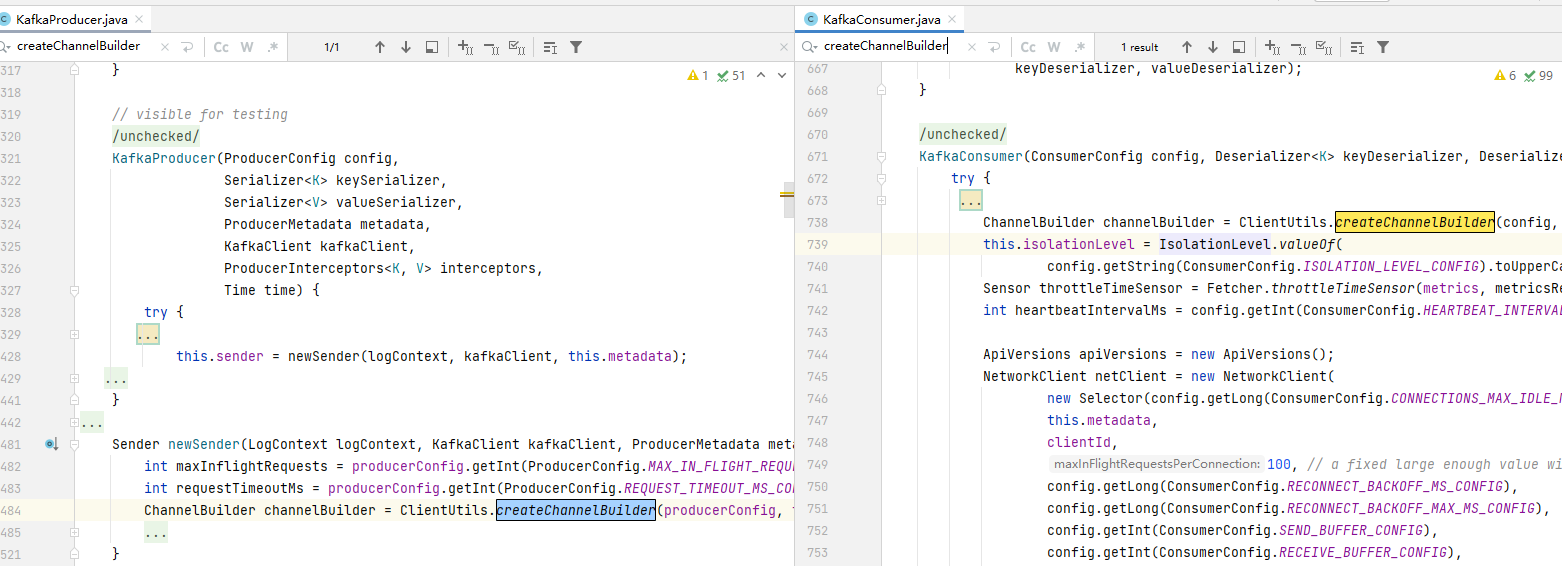 KafkaProducer.java
createChannelBuilder
Cc W .*
1/1
1 51
317 }
318
319 // visible for testing
320 /unchecked/
321 KafkaProducer(ProducerConfig config,
322 Serializer<K> keySerializer,
323 Serializer<V> valueSerializer,
324 ProducerMetadata metadata,
325 KafkaClient kafkaClient,
326 ProducerInterceptors<K, V> interceptors,
327 Time time) {
328 try {
329 ...
428 this.sender = newSender(logContext, kafkaClient, this.metadata);
429 ...
441 }
442 ...
481 Sender newSender(LogContext logContext, KafkaClient kafkaClient, ProducerMetadata meta
482 int maxInflightRequests = producerConfig.getInt(ProducerConfig.MAX_IN_FLIGHT_REQU
483 int requestTimeoutMs = producerConfig.getInt(ProducerConfig.REQUEST_TIMEOUT_MS_CO
484 ChannelBuilder channelBuilder = ClientUtils.createChannelBuilder(producerConfig,
485 ...
521 }
KafkaConsumer.java
createChannelBuilder
Cc W .*
1 result
6 99
667 keyDeserializer, valueDeserializer);
668 }
669
670 /unchecked/
671 KafkaConsumer(ConsumerConfig config, Deserializer<K> keyDeserializer, Deserialize
672 try {
673 ...
738 ChannelBuilder channelBuilder = ClientUtils.createChannelBuilder(config,
739 this.isolationLevel = IsolationLevel.valueOf(
740 config.getString(ConsumerConfig.ISOLATION_LEVEL_CONFIG).toUpperCa
741 Sensor throttleTimeSensor = Fetcher.throttleTimeSensor(metrics, metricsRe
742 int heartbeatIntervalMs = config.getInt(ConsumerConfig.HEARTBEAT_INTERVAL
743
744 ApiVersions apiVersions = new ApiVersions();
745 NetworkClient netClient = new NetworkClient(
746 new Selector(config.getLong(ConsumerConfig.CONNECTIONS_MAX_IDLE_M
747 this.metadata,
748 clientId,
749 maxInFlightRequestsPerConnection: 100, // a fixed large enough value wi
750 config.getLong(ConsumerConfig.RECONNECT_BACKOFF_MS_CONFIG),
751 config.getLong(ConsumerConfig.RECONNECT_BACKOFF_MAX_MS_CONFIG),
752 config.getInt(ConsumerConfig.SEND_BUFFER_CONFIG),
753 config.getInt(ConsumerConfig.RECEIVE_BUFFER_CONFIG),